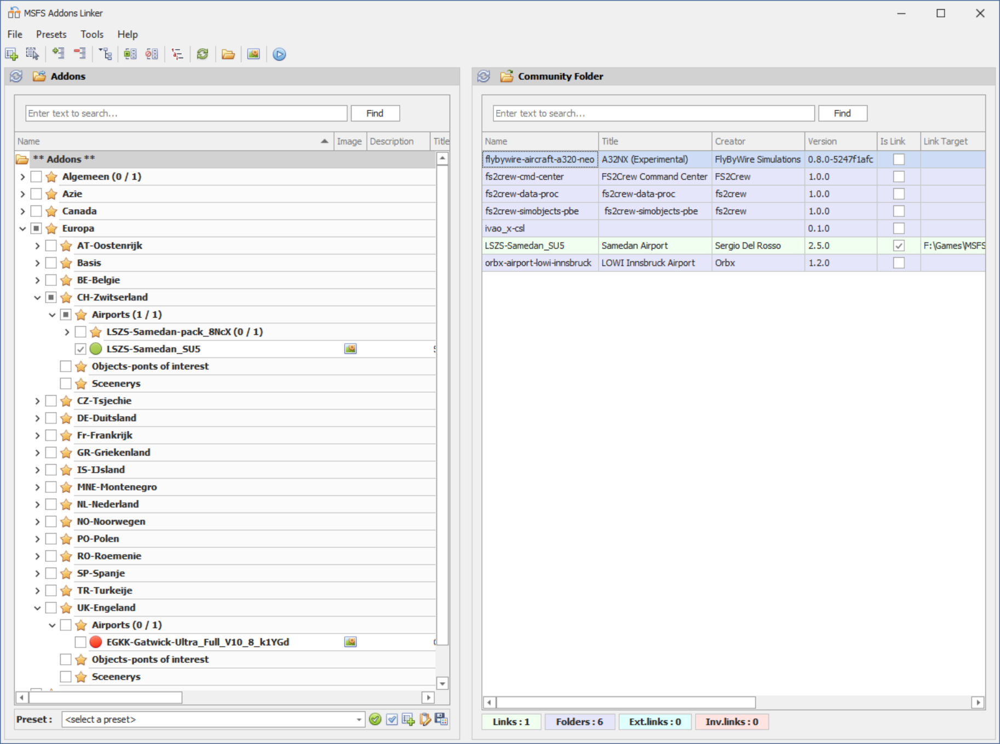 MSFS Addons Linker
File Presets Tools Help
Addons
Enter text to search... Find
Name Image Description Title
** Addons **
Algemeen (0 / 1)
Azie
Canada
Europa
AT-Oostenrijk
Basis
BE-Belgie
CH-Zwitserland
Airports (1 / 1)
LSZS-Samedan-pack_8NcX (0 / 1)
LSZS-Samedan_SU5
Objects-ponts of interest
Sceenerys
CZ-Tsjechie
DE-Duitsland
Fr-Frankrijk
GR-Griekenland
IS-IJsland
MNE-Montenegro
NL-Nederland
NO-Noorwegen
PO-Polen
RO-Roemenie
SP-Spanje
TR-Turkeije
UK-Engeland
Airports (0 / 1)
EGKK-Gatwick-Ultra_Full_V10_8_k1YGd
Objects-ponts of interest
Sceenerys
Preset : <select a preset>
Community Folder
Enter text to search... Find
Name Title Creator Version Is Link Link Target
flybywire-aircraft-a320-neo A32NX (Experimental) FlyByWire Simulations 0.8.0-5247f1afc
fs2crew-cmd-center FS2Crew Command Center FS2Crew 1.0.0
fs2crew-data-proc fs2crew-data-proc fs2crew 1.0.0
fs2crew-simobjects-pbe fs2crew-simobjects-pbe fs2crew 1.0.0
ivao_x-csl 0.1.0
LSZS-Samedan_SU5 Samedan Airport Sergio Del Rosso 2.5.0 F:\Games\MSFS
orbx-airport-lowi-innsbruck LOWI Innsbruck Airport Orbx 1.2.0
Links : 1 Folders : 6 Ext.links : 0 Inv.links : 0